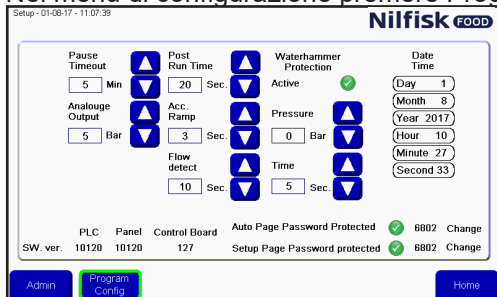 Setup - 01-08-17 - 11:07:39
Nilfisk FOOD
Pause Timeout
5 Min
Analouge Output
5 Bar
Post Run Time
20 Sec.
Acc. Ramp
3 Sec.
Flow detect
10 Sec.
Waterhammer Protection
Active
Pressure
0 Bar
Time
5 Sec.
Date Time
Day 1
Month 8
Year 2017
Hour 10
Minute 27
Second 33
PLC Panel Control Board
SW. ver. 10120 10120 127
Auto Page Password Protected 6802 Change
Setup Page Password protected 6802 Change
Admin
Program Config
Home